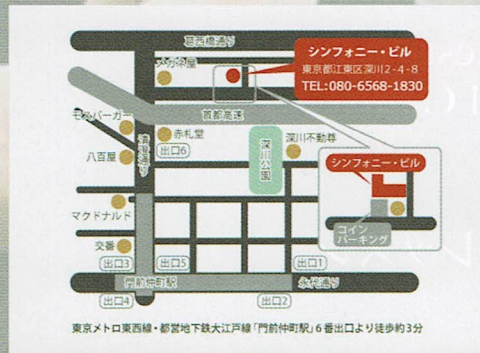 葛西橋通り
メガネ屋
シンフォニー・ビル
東京都江東区深川2-4-8
TEL:080-6568-1830
首都高速
モスバーガー
赤札堂
出口6
清澄通り
八百屋
深川公園
深川不動尊
シンフォニー・ビル
コイン
パーキング
マクドナルド
交番
出口3
出口5
出口1
門前仲町駅
永代通り
出口4
出口2
東京メトロ東西線・都営地下鉄大江戸線「門前仲町駅」6番出口より徒歩約3分